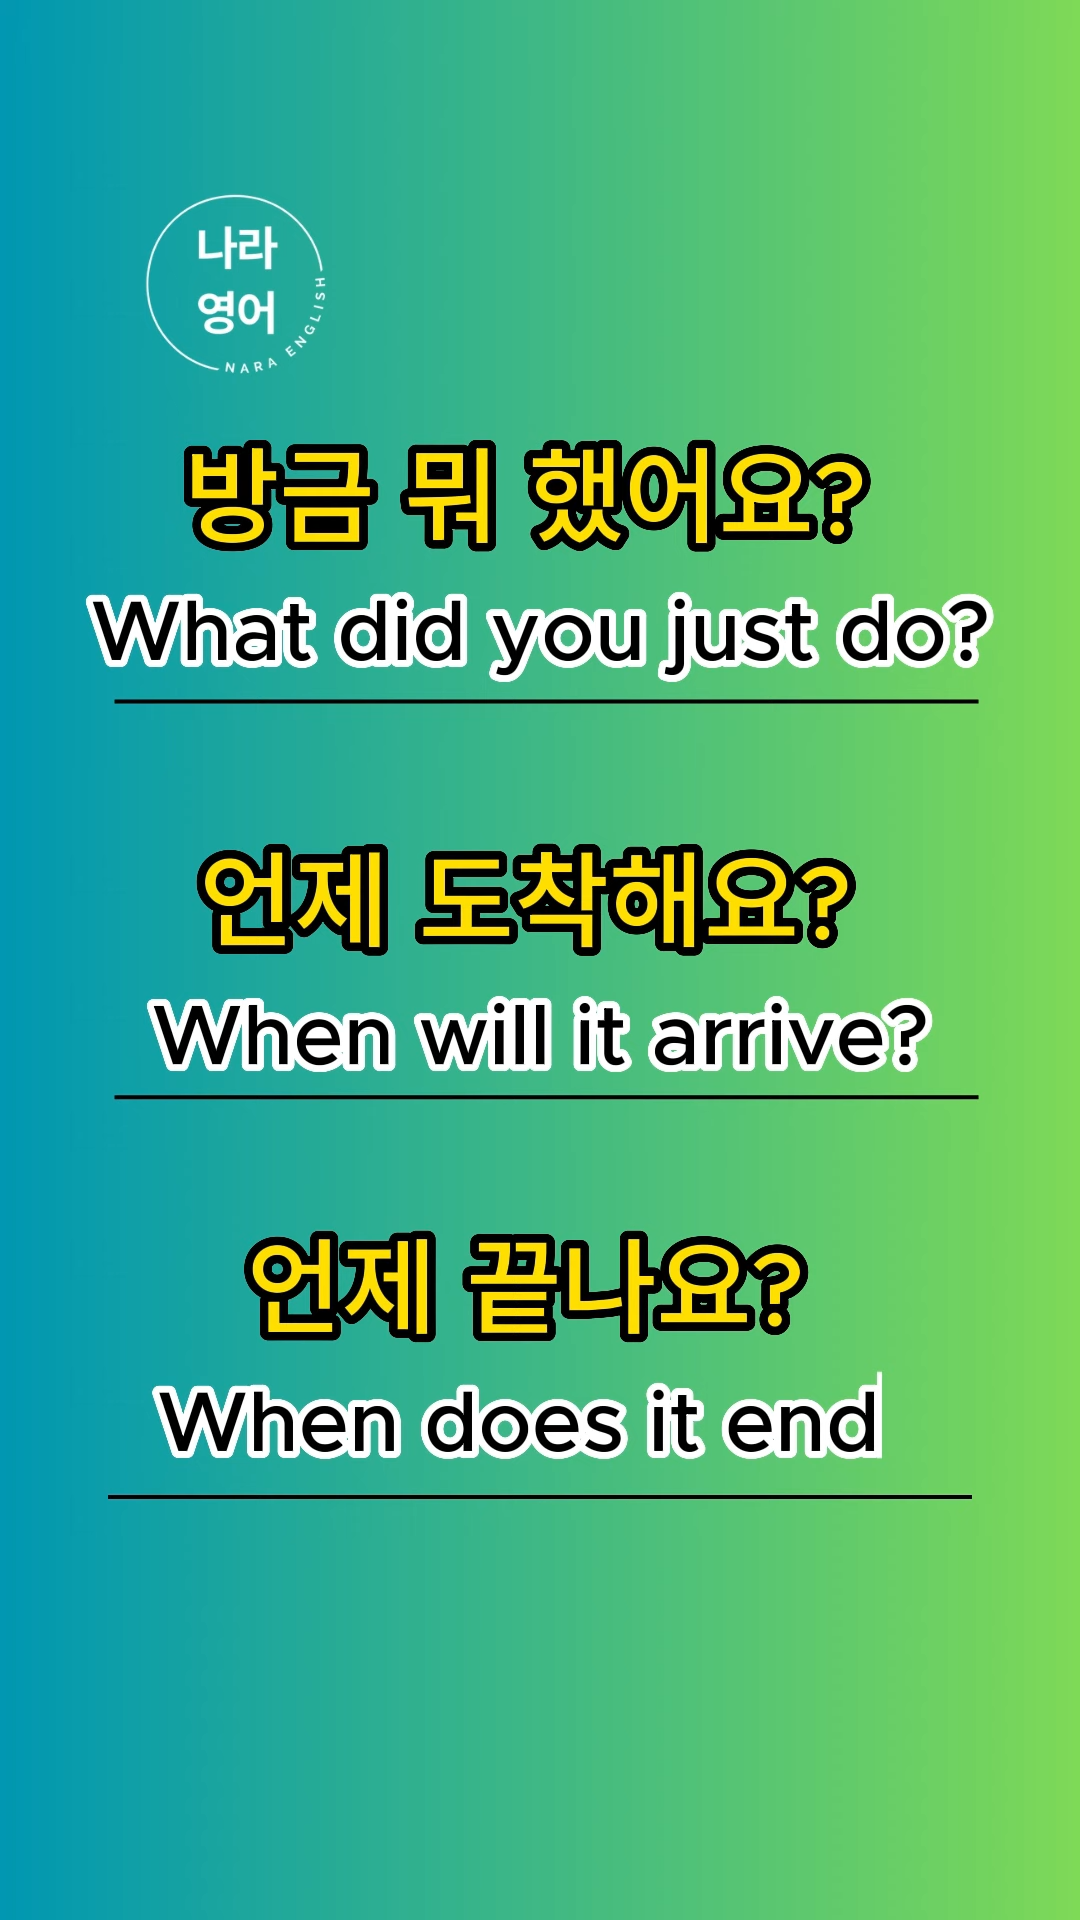 나라
영어
NARA ENGLISH
방금 뭐 했어요?
What did you just do?
언제 도착해요?
When will it arrive?
언제 끝나요?
When does it end